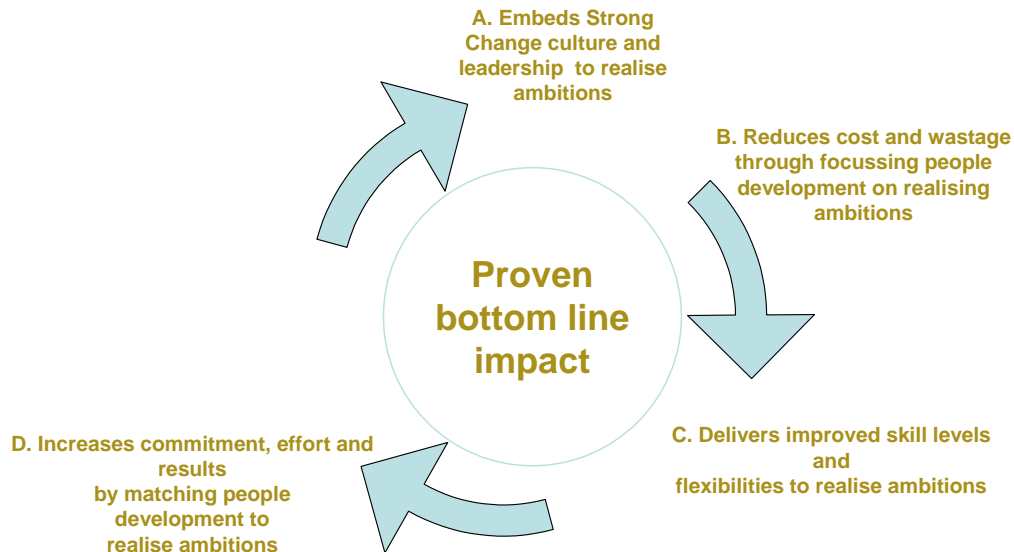 A. Embeds Strong
Change culture and
leadership to realise
ambitions
B. Reduces cost and wastage
through focussing people
development on realising
ambitions
Proven
bottom line
impact
C. Delivers improved skill levels
and
flexibilities to realise ambitions
D. Increases commitment, effort and
results
by matching people
development to
realise ambitions